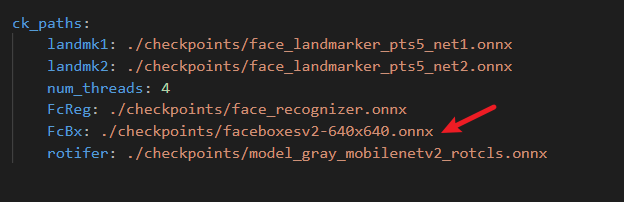 ck_paths:
landmk1: ./checkpoints/face_landmarker_pts5_net1.onnx
landmk2: ./checkpoints/face_landmarker_pts5_net2.onnx
num_threads: 4
FcReg: ./checkpoints/face_recognizer.onnx
FcBx: ./checkpoints/faceboxesv2-640x640.onnx
rotifer: ./checkpoints/model_gray_mobilenetv2_rotcls.onnx